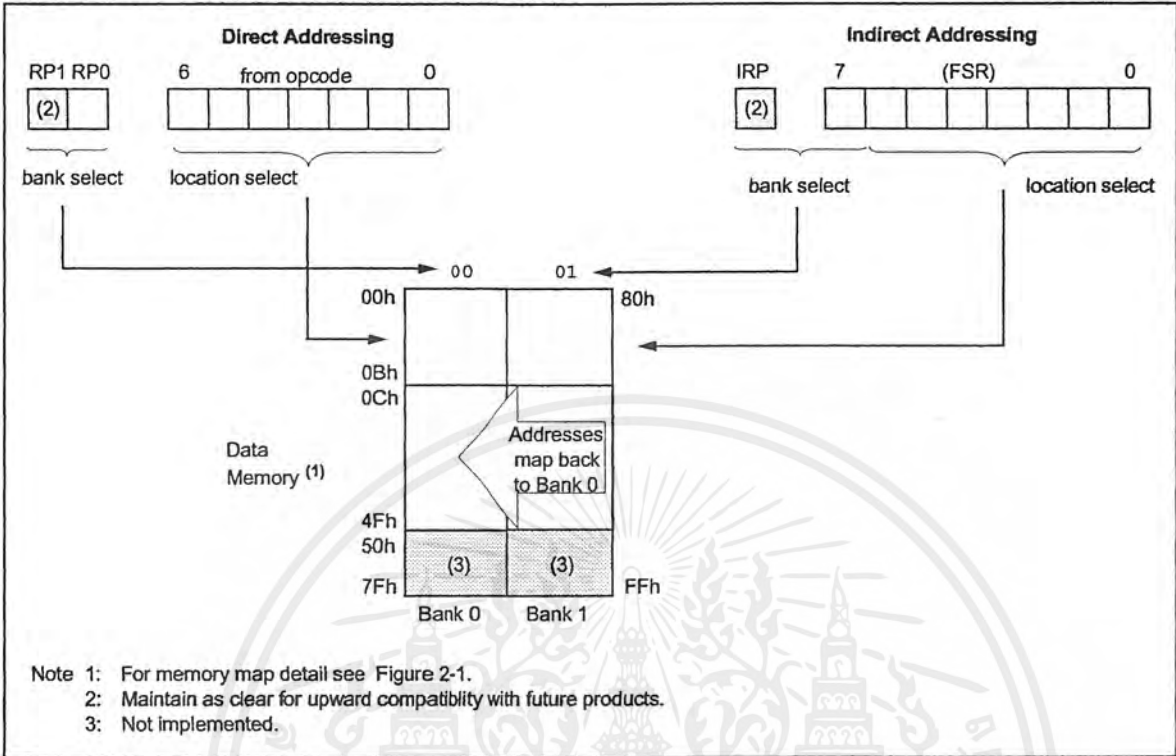 Direct Addressing
RP1 RP0 6 from opcode 0
(2)
bank select location select
Indirect Addressing
IRP 7 (FSR) 0
(2)
bank select location select
00 01
00h 80h
0Bh
0Ch
Data
Memory (1)
Addresses
map back
to Bank 0
4Fh
50h
(3) (3)
7Fh FFh
Bank 0 Bank 1
Note 1: For memory map detail see Figure 2-1.
2: Maintain as clear for upward compatiblity with future products.
3: Not implemented.